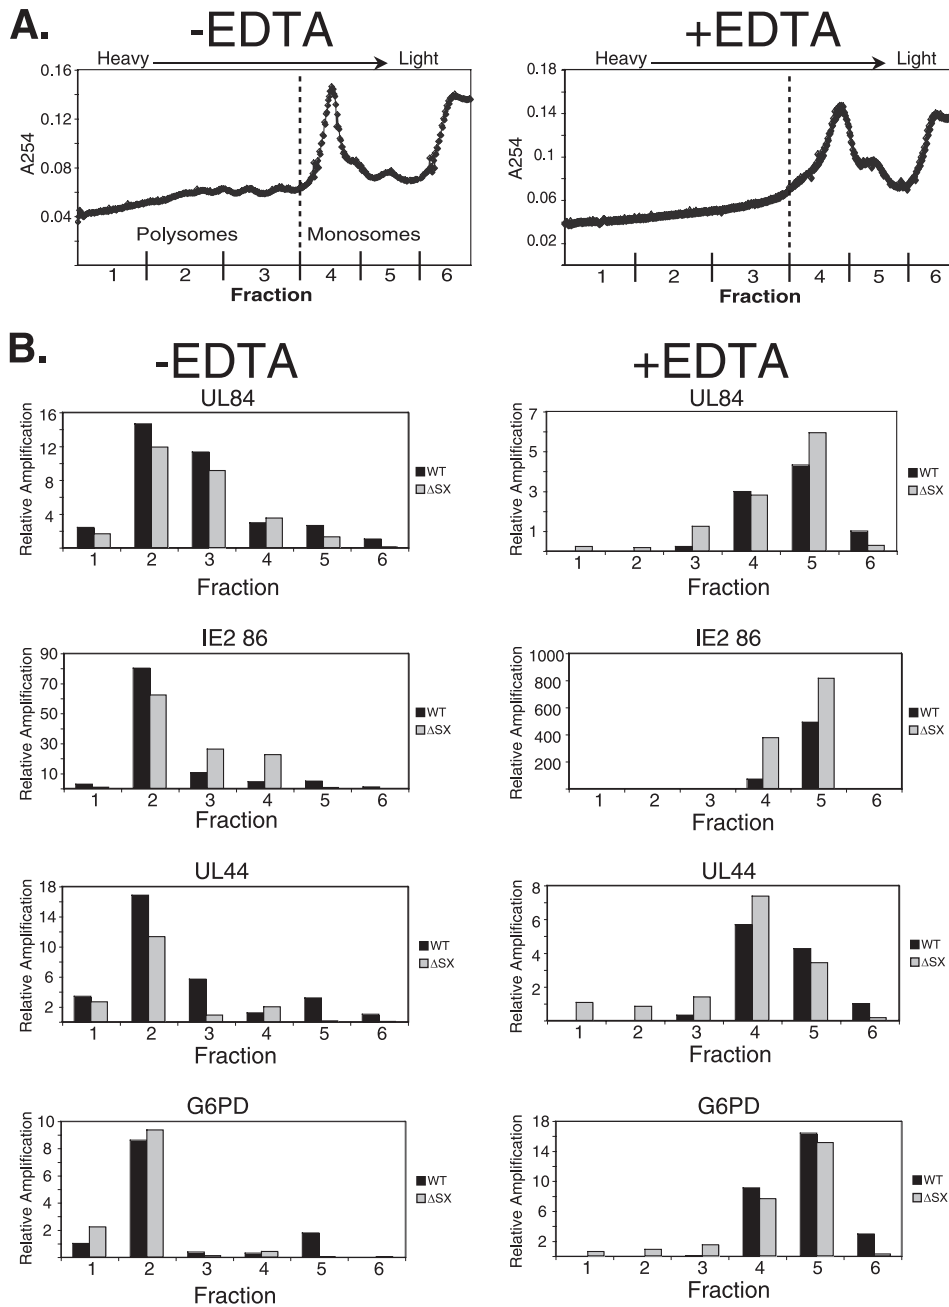 A.
-EDTA
+EDTA
Heavy
Light
Heavy
Light
0.16
0.12
0.08
0.04
A254
Polysomes
Monosomes
1 2 3 4 5 6
Fraction
0.18
0.14
0.1
0.06
0.02
A254
1 2 3 4 5 6
Fraction
B.
-EDTA
+EDTA
UL84
16
12
8
4
Relative Amplification
WT
ΔSX
1 2 3 4 5 6
Fraction
UL84
7
5
3
1
Relative Amplification
WT
ΔSX
1 2 3 4 5 6
Fraction
IE2 86
90
70
50
30
10
Relative Amplification
WT
ΔSX
1 2 3 4 5 6
Fraction
IE2 86
1000
800
600
400
200
Relative Amplification
WT
ΔSX
1 2 3 4 5 6
Fraction
UL44
18
14
10
6
2
Relative Amplification
WT
ΔSX
1 2 3 4 5 6
Fraction
UL44
8
6
4
2
Relative Amplification
WT
ΔSX
1 2 3 4 5 6
Fraction
G6PD
10
8
6
4
2
Relative Amplification
WT
ΔSX
1 2 3 4 5 6
Fraction
G6PD
18
14
10
6
2
Relative Amplification
WT
ΔSX
1 2 3 4 5 6
Fraction